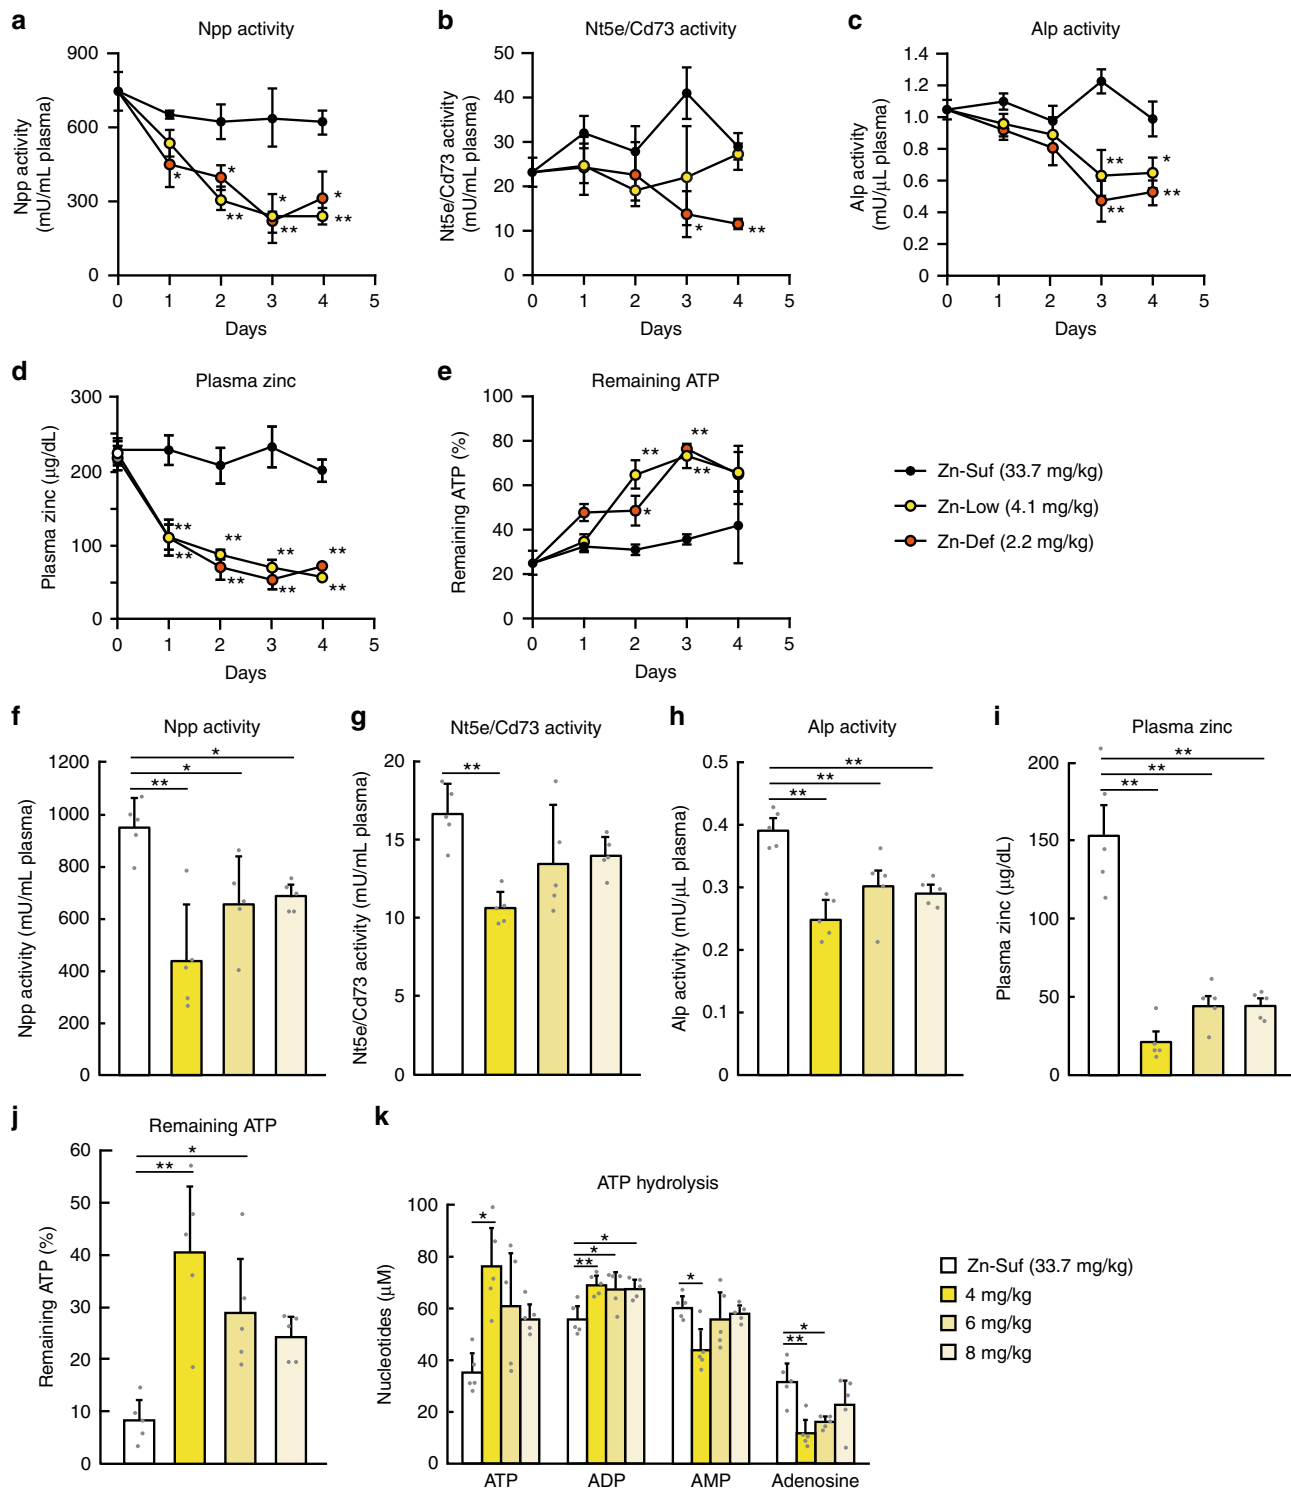 a
Npp activity
900
600
300
0
Npp activity
(mU/mL plasma)
*
*
**
*
**
*
**
0 1 2 3 4 5
Days
b
Nt5e/Cd73 activity
50
40
30
20
10
0
Nt5e/Cd73 activity
(mU/mL plasma)
*
**
0 1 2 3 4 5
Days
c
Alp activity
1.4
1.2
1.0
0.8
0.6
0.4
0.2
0
Alp activity
(mU/µL plasma)
**
*
**
**
0 1 2 3 4 5
Days
d
Plasma zinc
300
200
100
0
Plasma zinc (µg/dL)
**
**
**
**
**
**
**
**
0 1 2 3 4 5
Days
e
Remaining ATP
100
80
60
40
20
0
Remaining ATP (%)
**
*
**
**
0 1 2 3 4 5
Days
Zn-Suf (33.7 mg/kg)
Zn-Low (4.1 mg/kg)
Zn-Def (2.2 mg/kg)
f
Npp activity
1200
1000
800
600
400
200
0
Npp activity (mU/mL plasma)
*
*
**
g
Nt5e/Cd73 activity
20
15
10
5
0
Nt5e/Cd73 activity (mU/mL plasma)
**
h
Alp activity
0.5
0.4
0.3
0.2
0.1
0
Alp activity (mU/µL plasma)
**
**
**
i
Plasma zinc
200
150
100
50
0
Plasma zinc (µg/dL)
**
**
**
j
Remaining ATP
60
50
40
30
20
10
0
Remaining ATP (%)
*
**
k
ATP hydrolysis
100
80
60
40
20
0
Nucleotides (µM)
*
*
*
**
*
*
**
ATP ADP AMP Adenosine
Zn-Suf (33.7 mg/kg)
4 mg/kg
6 mg/kg
8 mg/kg